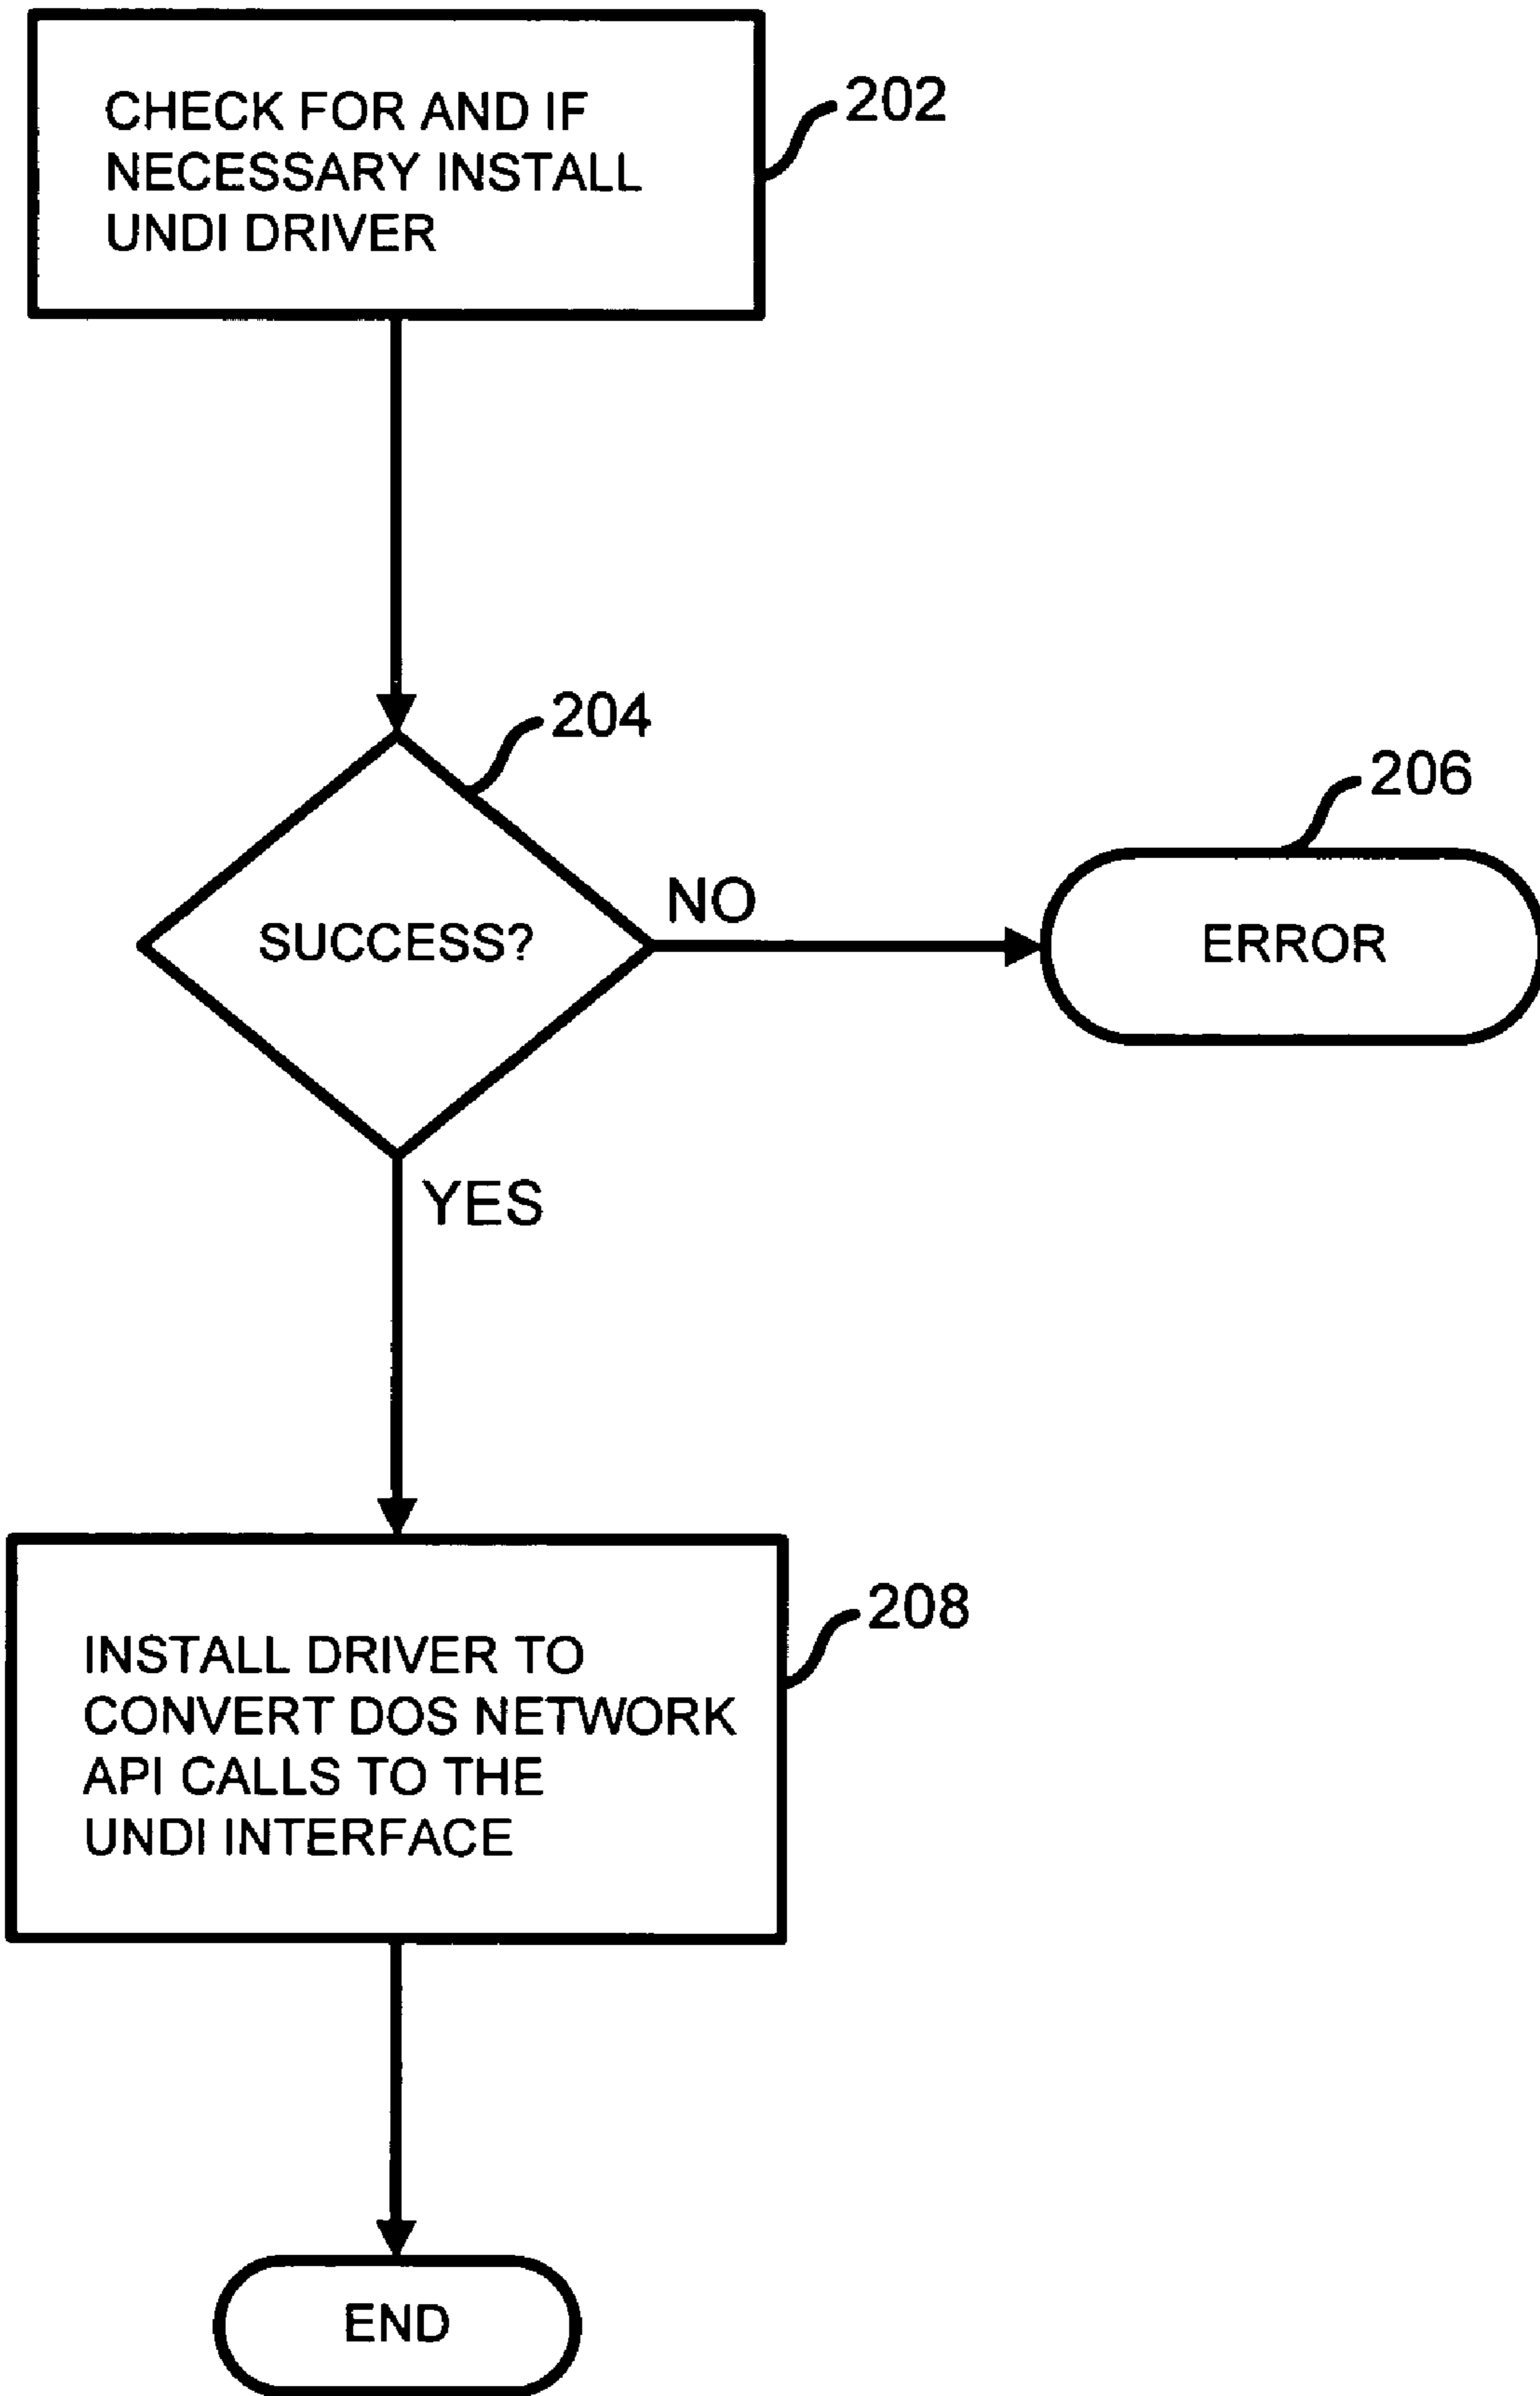 CHECK FOR AND IF
NECESSARY INSTALL
UNDI DRIVER
202
204
SUCCESS?
NO
206
ERROR
YES
208
INSTALL DRIVER TO
CONVERT DOS NETWORK
API CALLS TO THE
UNDI INTERFACE
END